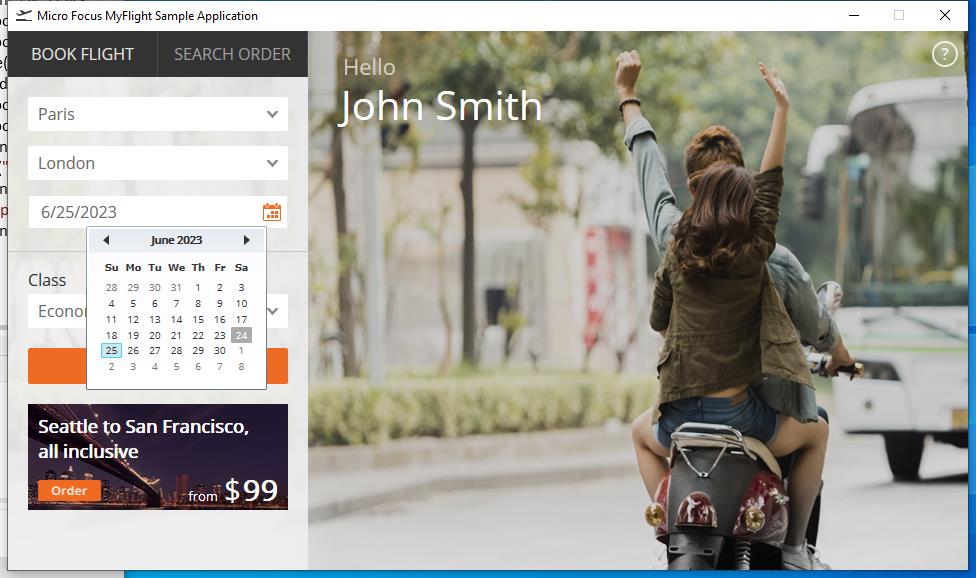 Micro Focus MyFlight Sample Application
BOOK FLIGHT
SEARCH ORDER
?
Hello
John Smith
Paris
London
6/25/2023
June 2023
Su Mo Tu We Th Fr Sa
28 29 30 31 1 2 3
4 5 6 7 8 9 10
11 12 13 14 15 16 17
18 19 20 21 22 23 24
25 26 27 28 29 30 1
2 3 4 5 6 7 8
Class
Econo
Seattle to San Francisco,
all inclusive
Order
from $99